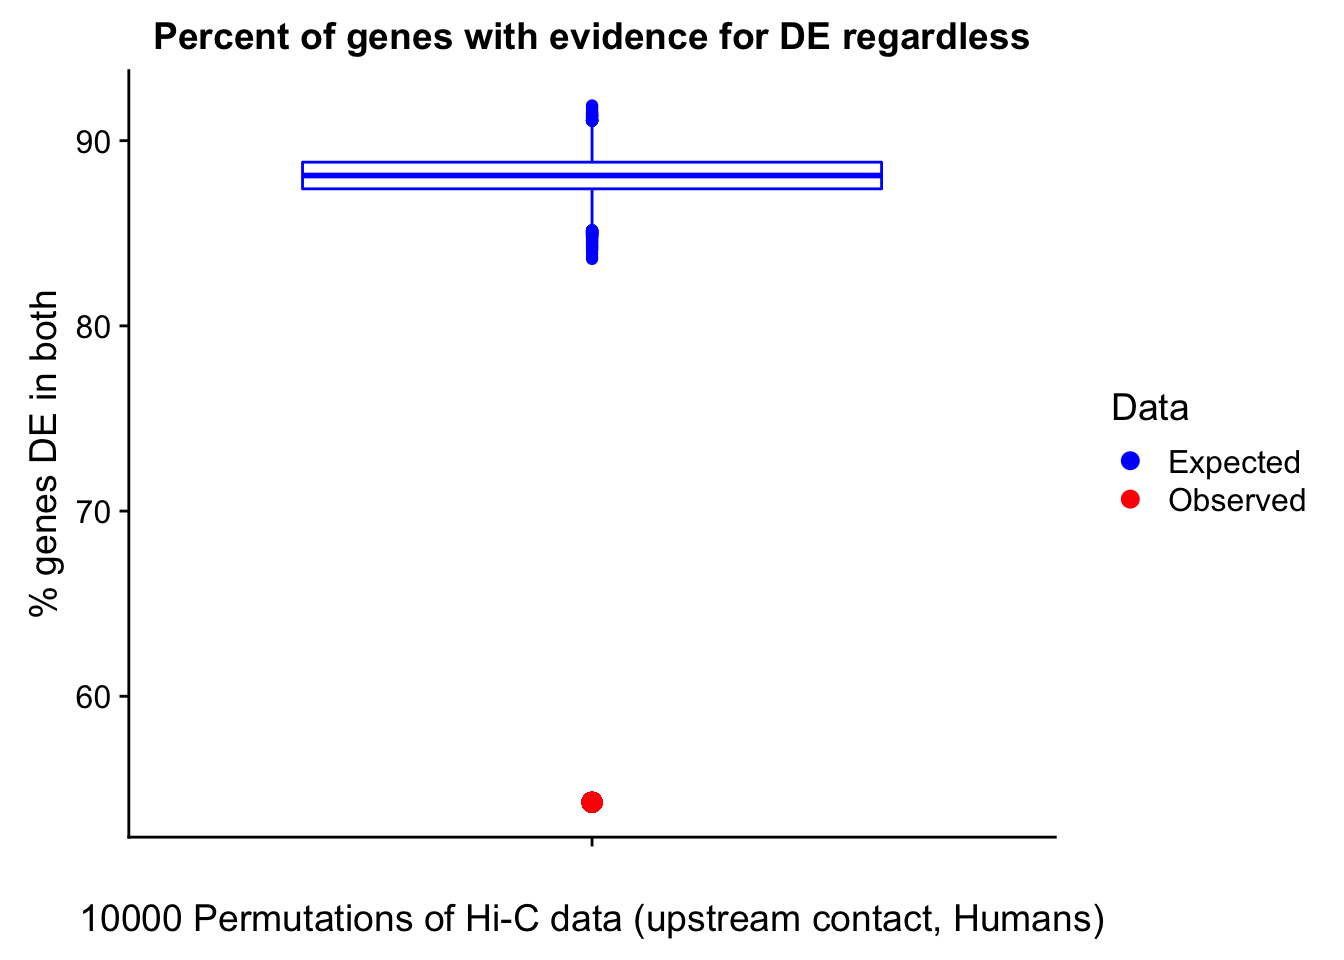 Percent of genes with evidence for DE regardless
% genes DE in both
90
80
70
60
10000 Permutations of Hi-C data (upstream contact, Humans)
Data
Expected
Observed